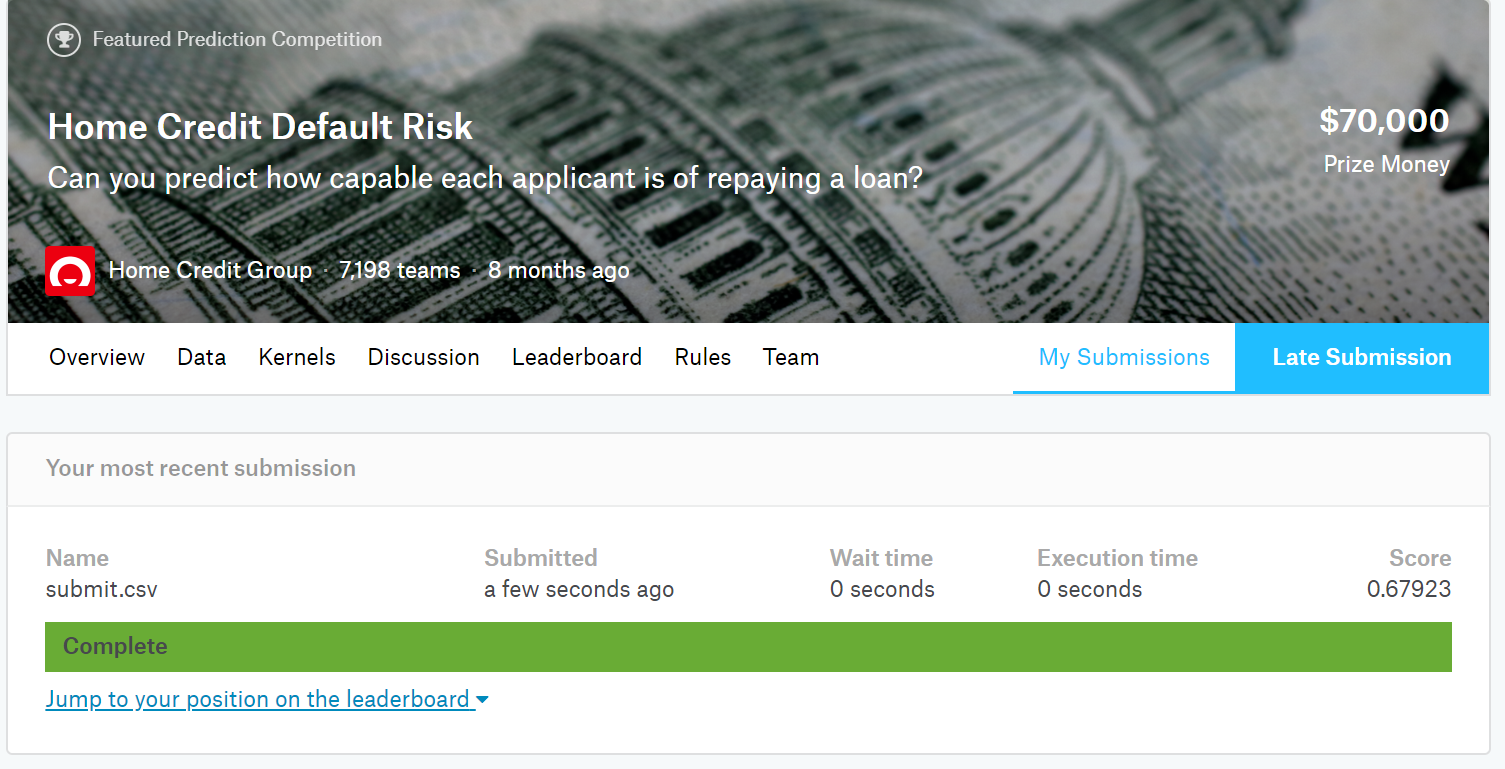 Featured Prediction Competition
Home Credit Default Risk
Can you predict how capable each applicant is of repaying a loan?
$70,000
Prize Money
Home Credit Group · 7,198 teams · 8 months ago
Overview Data Kernels Discussion Leaderboard Rules Team My Submissions Late Submission
Your most recent submission
Name Submitted Wait time Execution time Score
submit.csv a few seconds ago 0 seconds 0 seconds 0.67923
Complete
Jump to your position on the leaderboard